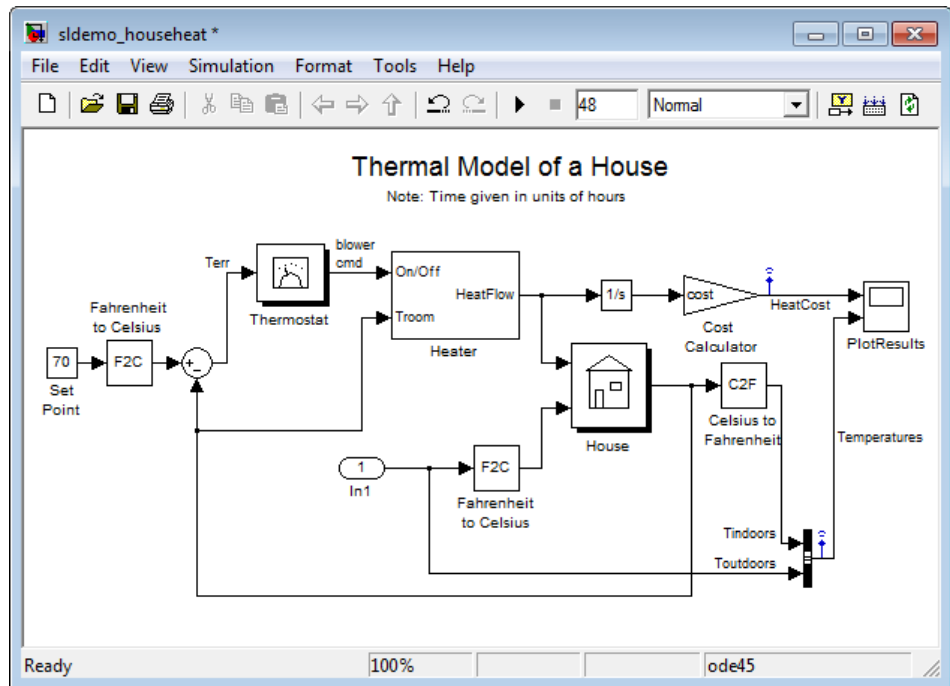 sldemo_househeat *
File Edit View Simulation Format Tools Help
48 Normal
Thermal Model of a House
Note: Time given in units of hours
Terr
blower
cmd
On/Off
HeatFlow
Troom
Heater
Thermostat
1/s
cost
Cost
Calculator
HeatCost
PlotResults
Fahrenheit
to Celsius
70
F2C
Set
Point
House
C2F
Celsius to
Fahrenheit
Temperatures
1
In1
F2C
Fahrenheit
to Celsius
Tindoors
Toutdoors
Ready 100% ode45